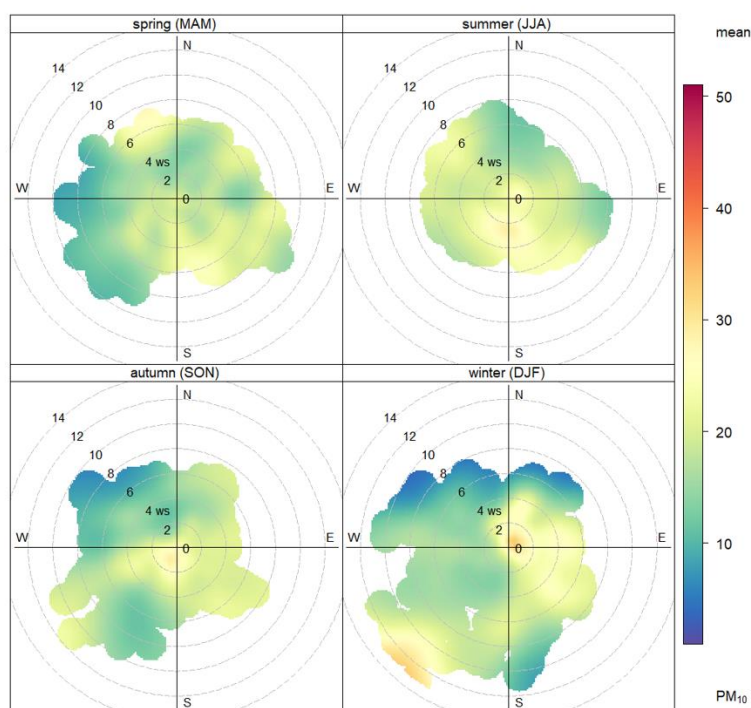 spring (MAM)
summer (JJA)
mean
N
14
12
10
8
6
4 ws
2
0
W
E
S
N
14
12
10
8
6
4 ws
2
0
W
E
S
autumn (SON)
winter (DJF)
N
14
12
10
8
6
4 ws
2
0
W
E
S
N
14
12
10
8
6
4 ws
2
0
W
E
S
50
40
30
20
10
PM₁₀